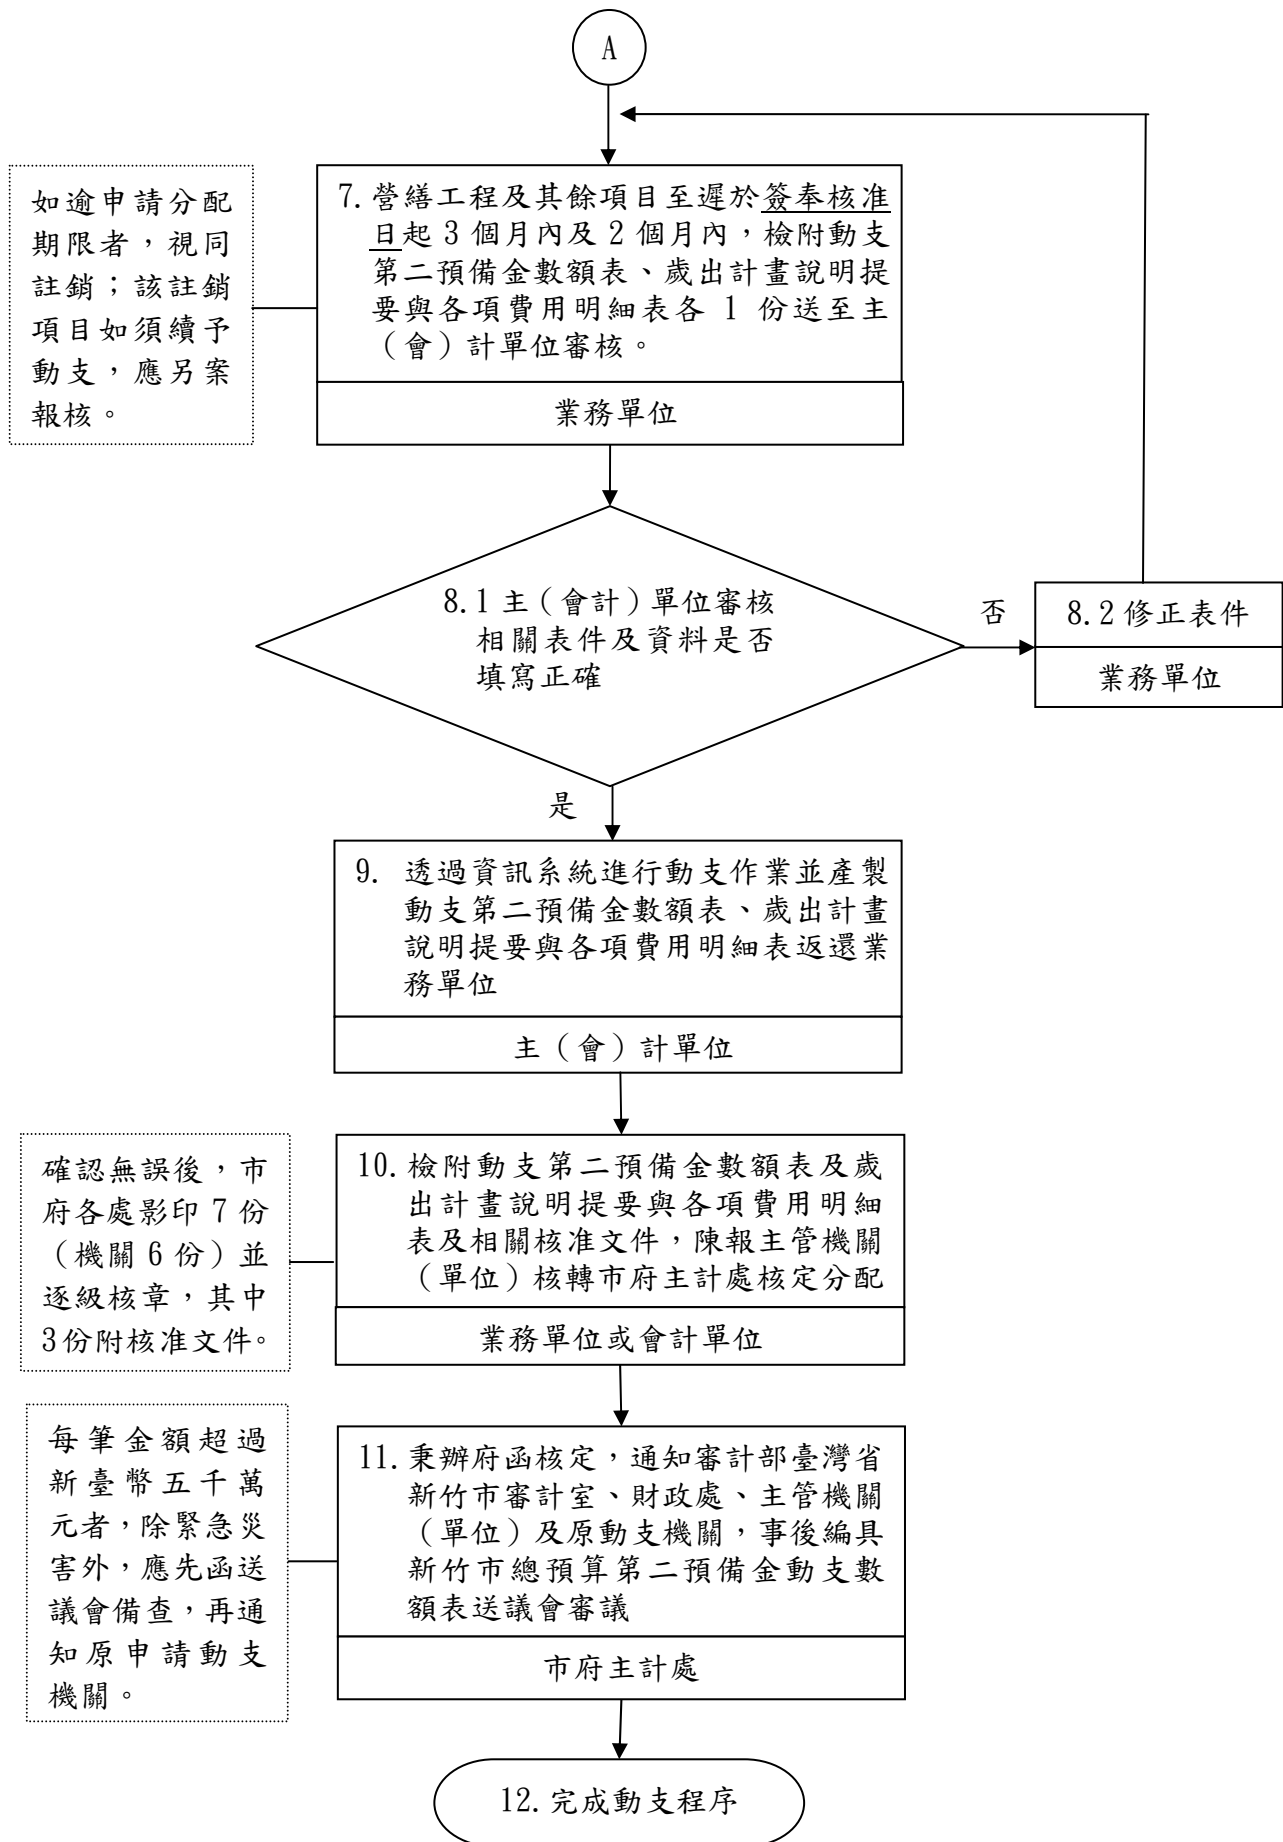 A
如逾申請分配
期限者，視同
註銷；該註銷
項目如須續予
動支，應另案
報核。
7. 營繕工程及其餘項目至遲於簽奉核准
日起 3 個月內及 2 個月內，檢附動支
第二預備金數額表、歲出計畫說明提
要與各項費用明細表各 1 份送至主
（會）計單位審核。
業務單位
8.1 主（會計）單位審核
相關表件及資料是否
填寫正確
否
8.2 修正表件
業務單位
是
9. 透過資訊系統進行動支作業並產製
動支第二預備金數額表、歲出計畫
說明提要與各項費用明細表返還業
務單位
主（會）計單位
確認無誤後，市
府各處影印 7 份
（機關 6 份）並
逐級核章，其中
3份附核准文件。
10. 檢附動支第二預備金數額表及歲
出計畫說明提要與各項費用明細
表及相關核准文件，陳報主管機關
（單位）核轉市府主計處核定分配
業務單位或會計單位
每筆金額超過
新臺幣五千萬
元者，除緊急災
害外，應先函送
議會備查，再通
知原申請動支
機關。
11. 秉辦府函核定，通知審計部臺灣省
新竹市審計室、財政處、主管機關
（單位）及原動支機關，事後編具
新竹市總預算第二預備金動支數
額表送議會審議
市府主計處
12. 完成動支程序